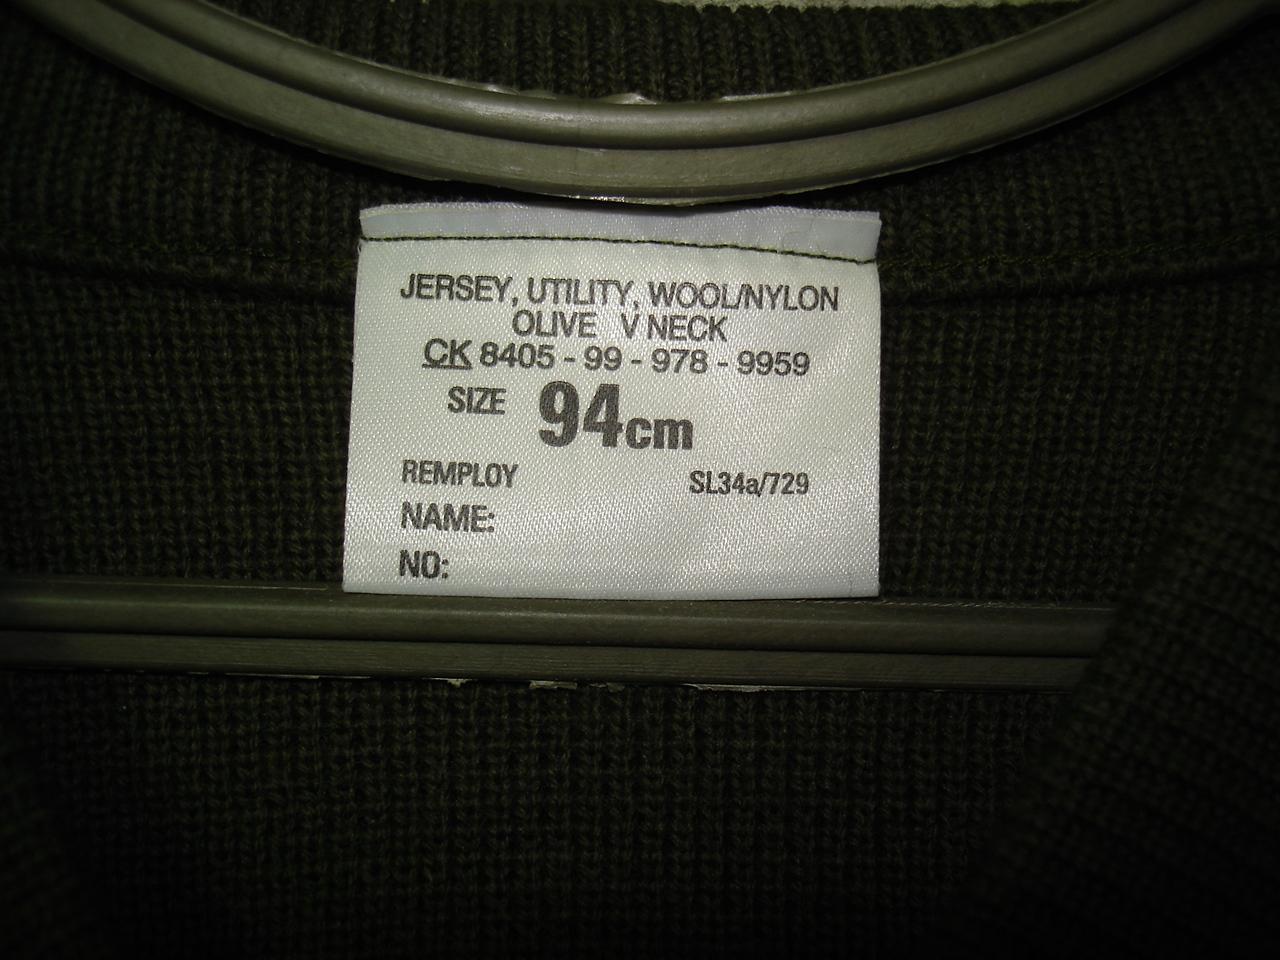 JERSEY, UTILITY, WOOL/NYLON
OLIVE V NECK
CK 8405 - 99 - 978 - 9959
SIZE 94cm
REMPLOY SL34a/729
NAME:
NO: